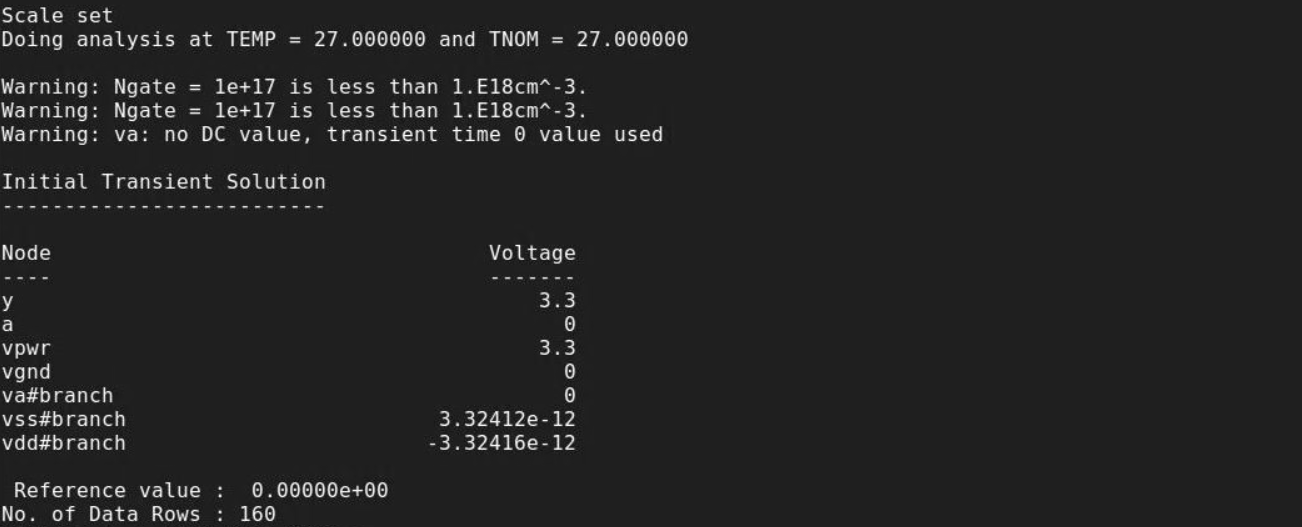 Scale set
Doing analysis at TEMP = 27.000000 and TNOM = 27.000000
Warning: Ngate = 1e+17 is less than 1.E18cm^-3.
Warning: Ngate = 1e+17 is less than 1.E18cm^-3.
Warning: va: no DC value, transient time 0 value used
Initial Transient Solution
--------------------------
Node                                   Voltage
----                                   -------
y                                          3.3
a                                            0
vpwr                                       3.3
vgnd                                         0
va#branch                                    0
vss#branch                         3.32412e-12
vdd#branch                        -3.32416e-12
 Reference value :  0.00000e+00
No. of Data Rows : 160